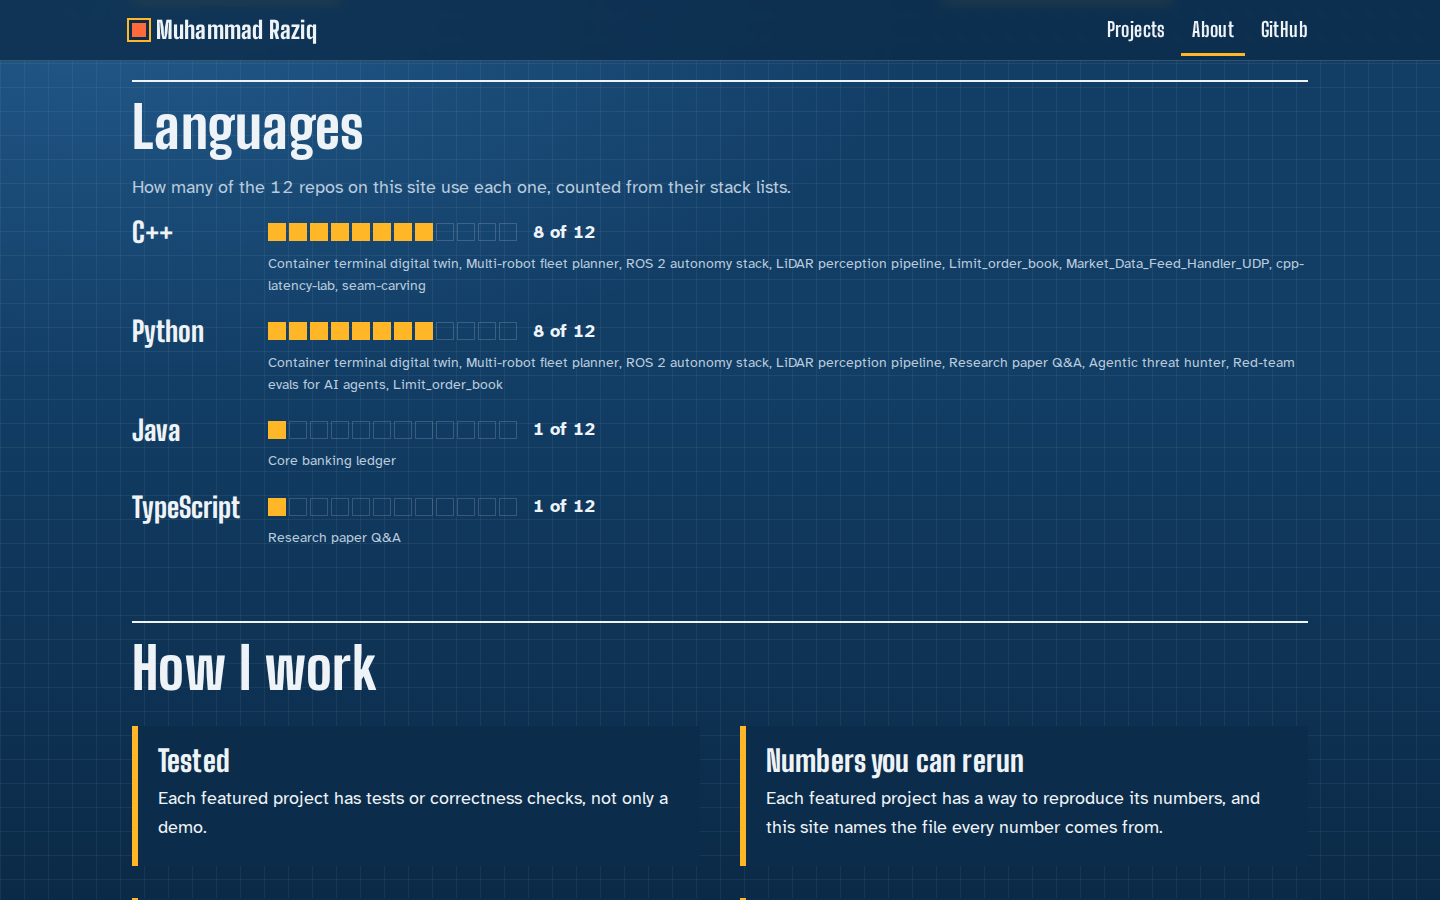 Muhammad Raziq
Projects
About
GitHub
Languages
How many of the 12 repos on this site use each one, counted from their stack lists.
C++
8 of 12
Container terminal digital twin, Multi-robot fleet planner, ROS 2 autonomy stack, LiDAR perception pipeline, Limit_order_book, Market_Data_Feed_Handler_UDP, cpp-
latency-lab, seam-carving
Python
8 of 12
Container terminal digital twin, Multi-robot fleet planner, ROS 2 autonomy stack, LiDAR perception pipeline, Research paper Q&A, Agentic threat hunter, Red-team
evals for AI agents, Limit_order_book
Java
1 of 12
Core banking ledger
TypeScript
1 of 12
Research paper Q&A
How I work
Tested
Each featured project has tests or correctness checks, not only a
demo.
Numbers you can rerun
Each featured project has a way to reproduce its numbers, and
this site names the file every number comes from.